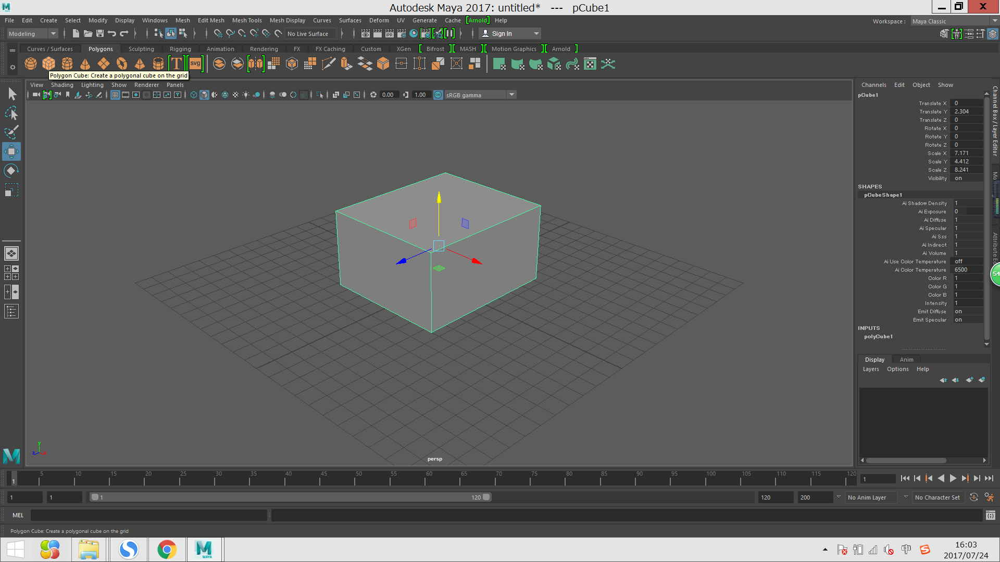 Autodesk Maya 2017: untitled* --- pCube1
File Edit Create Select Modify Display Windows Mesh Edit Mesh Mesh Tools Mesh Display Curves Surfaces Deform UV Generate Cache [Arnold] Help
Workspace : Maya Classic
Modeling No Live Surface IPR Sign In
Curves / Surfaces Polygons Sculpting Rigging Animation Rendering FX FX Caching Custom XGen [ Bifrost ][ MASH ][ Motion Graphics ][ Arnold ]
T SVG
Polygon Cube: Create a polygonal cube on the grid
View Shading Lighting Show Renderer Panels
0.00 1.00 ON sRGB gamma
Channels Edit Object Show
pCube1
Translate X 0
Translate Y 2.304
Translate Z 0
Rotate X 0
Rotate Y 0
Rotate Z 0
Scale X 7.171
Scale Y 4.412
Scale Z 8.241
Visibility on
SHAPES
pCubeShape1
Ai Shadow Density 1
Ai Exposure 0
Ai Diffuse 1
Ai Specular 1
Ai Sss 1
Ai Indirect 1
Ai Volume 1
Ai Use Color Temperature off
Ai Color Temperature 6500
Color R 1
Color G 1
Color B 1
Intensity 1
Emit Diffuse on
Emit Specular on
INPUTS
polyCube1
Channel Box / Layer Editor
Mo
Attribute Ed
54
Display Anim
Layers Options Help
y
z x
persp
5 10 15 20 25 30 35 40 45 50 55 60 65 70 75 80 85 90 95 100 105 110 115 120
1 1
1 1 1 120 120 200 No Anim Layer No Character Set
MEL
Polygon Cube: Create a polygonal cube on the grid
MAYA
中 S
16:03
2017/07/24